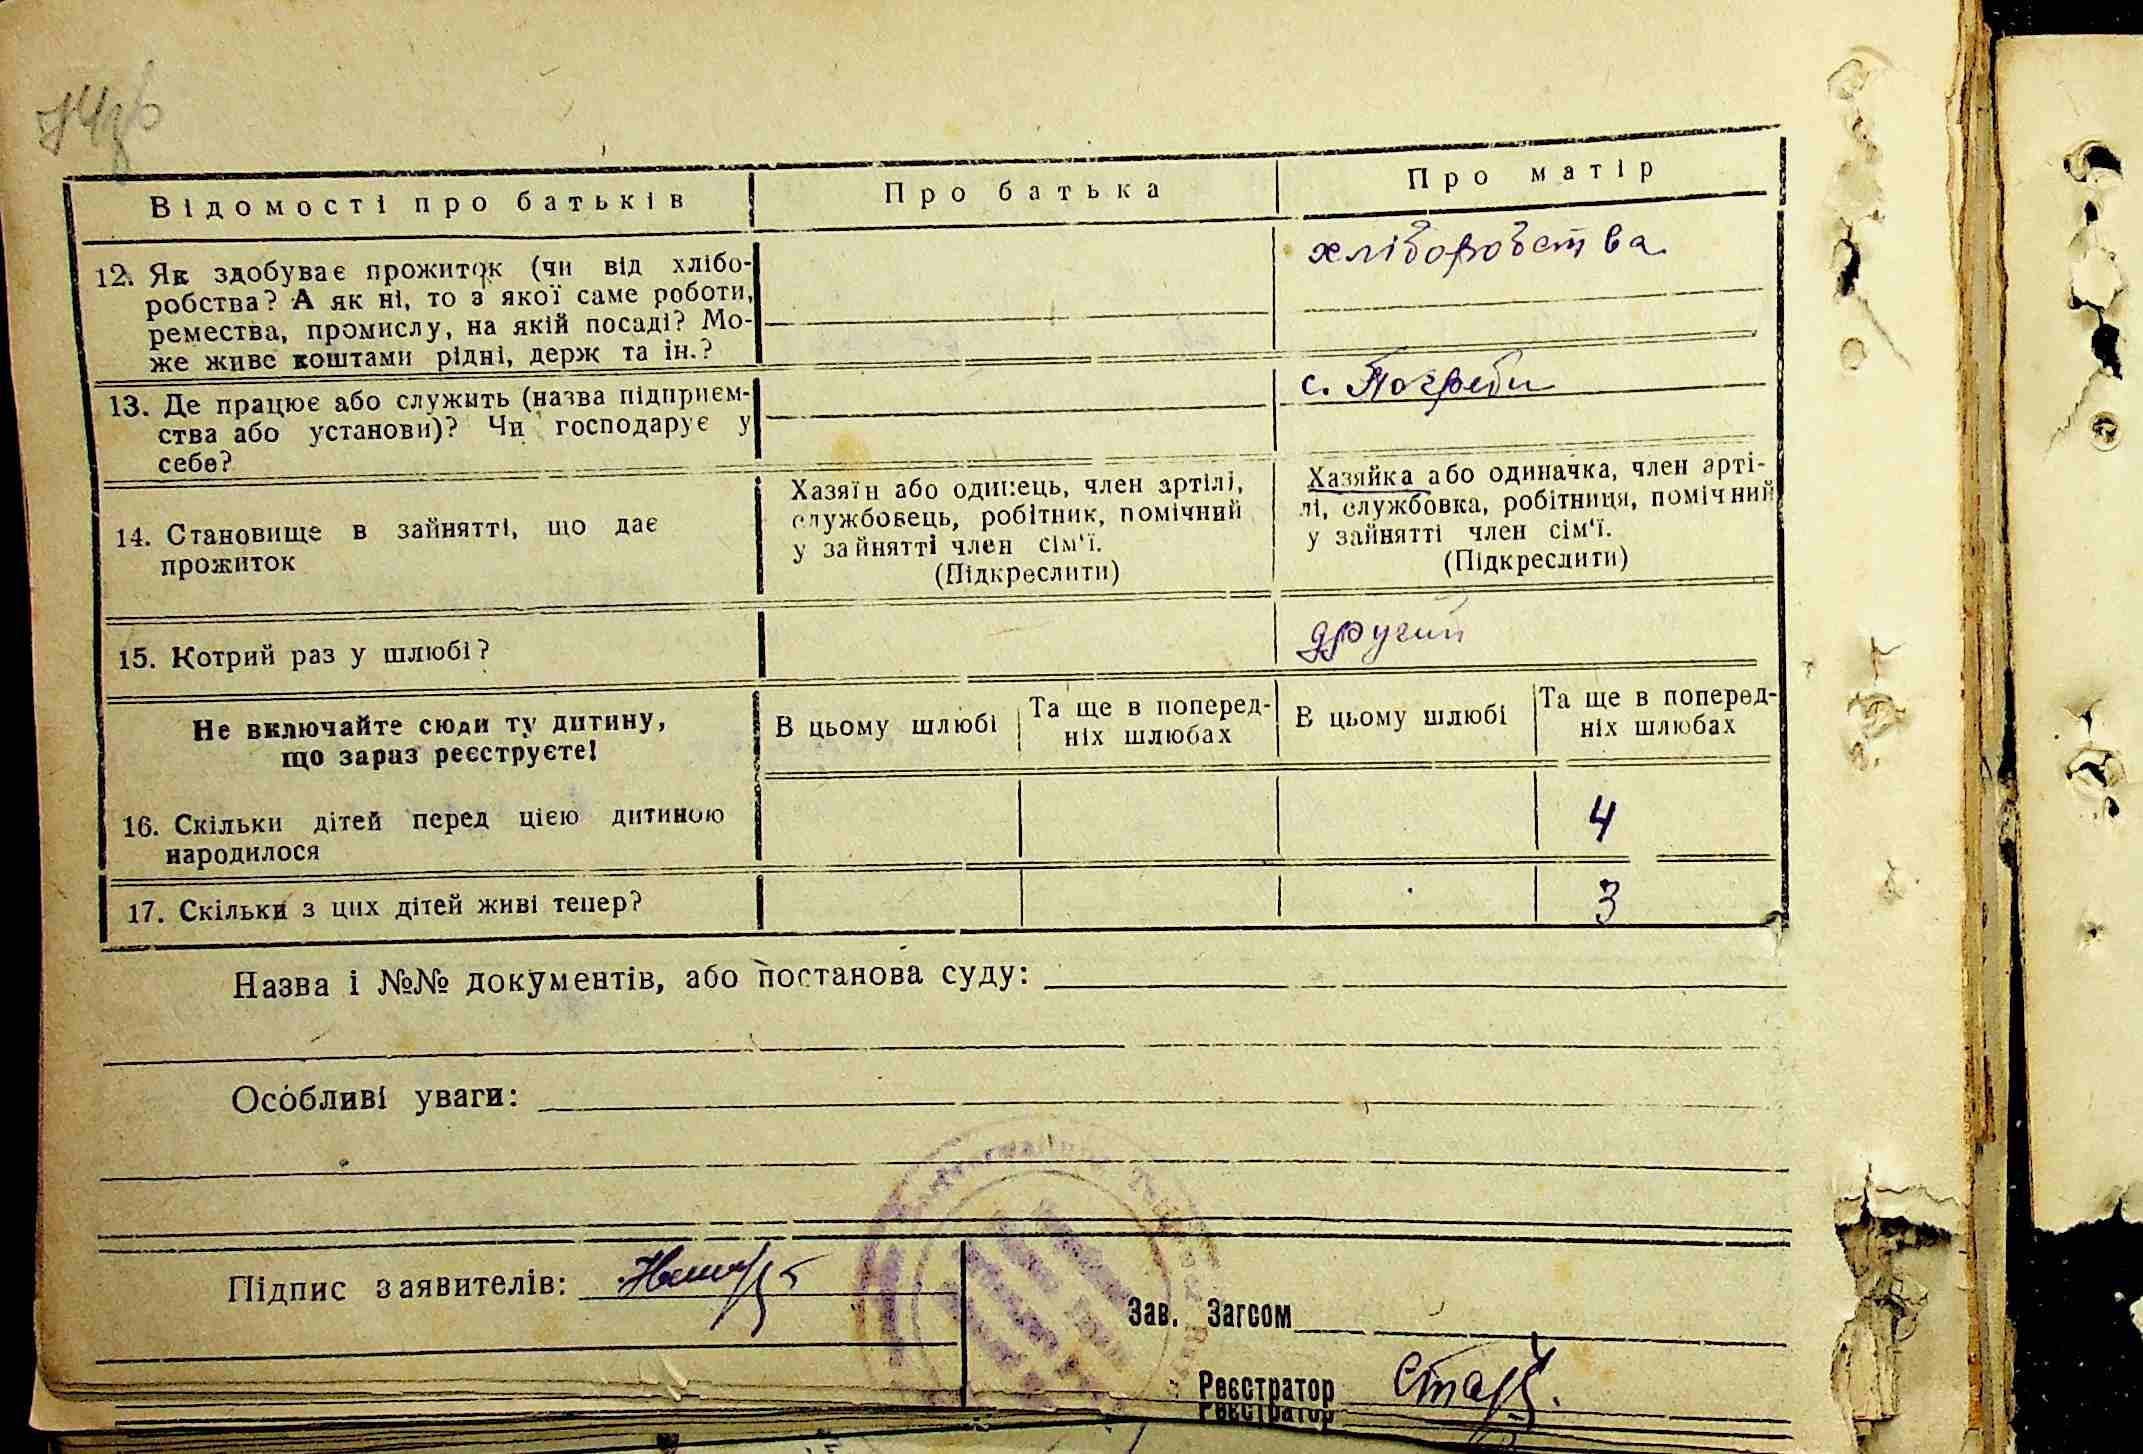 Відомості про батьків
Про батька
Про матір
12. Як здобуває прожиток (чи від хлібо-
робства? А як ні, то з якої саме роботи,
ремества, промислу, на якій посаді? Мо-
же живе коштами рідні, держ та ін.?
хліборобства
13. Де працює або служить (назва підприєм-
ства або установи)? Чи господарує у
себе?
с. Погреби
14. Становище в зайнятті, що дає
прожиток
Хазяїн або одинець, член артілі,
службовець, робітник, помічний
у зайнятті член сім'ї.
(Підкреслити)
Хазяйка або одиначка, член арті-
лі, службовка, робітниця, помічний
у зайнятті член сім'ї.
(Підкреслити)
15. Котрий раз у шлюбі?
другий
Не включайте сюди ту дитину,
що зараз реєструєте!
В цьому шлюбі
Та ще в поперед-
ніх шлюбах
В цьому шлюбі
Та ще в поперед-
ніх шлюбах
16. Скільки дітей перед цією дитиною
народилося
4
17. Скільки з цих дітей живі тепер?
3
Назва і №№ документів, або постанова суду:
Особливі уваги:
Підпис заявителів:
Зав. Загсом
Реєстратор
Реєстратор